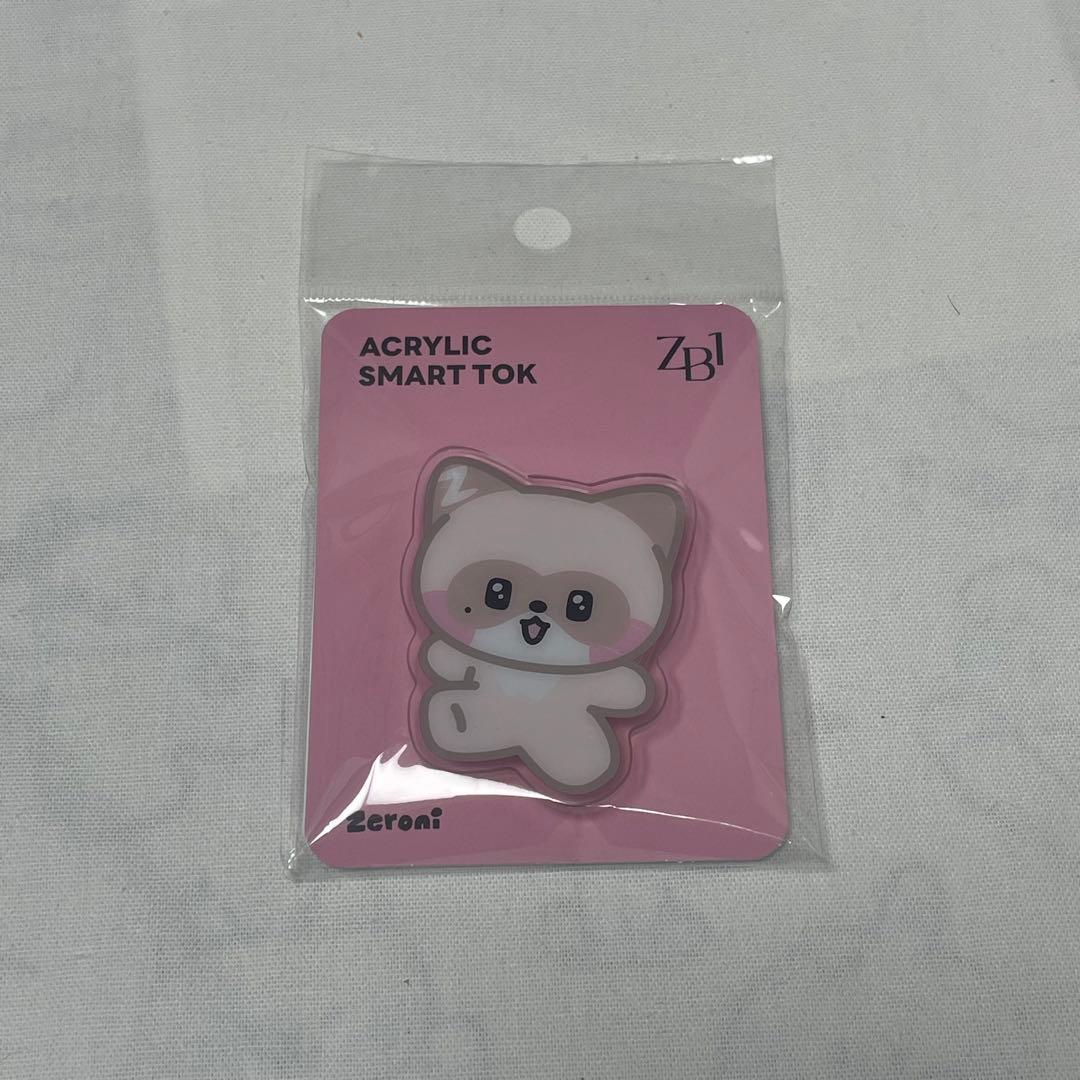 ACRYLIC
SMART TOK
ZB1
Z
zeroni